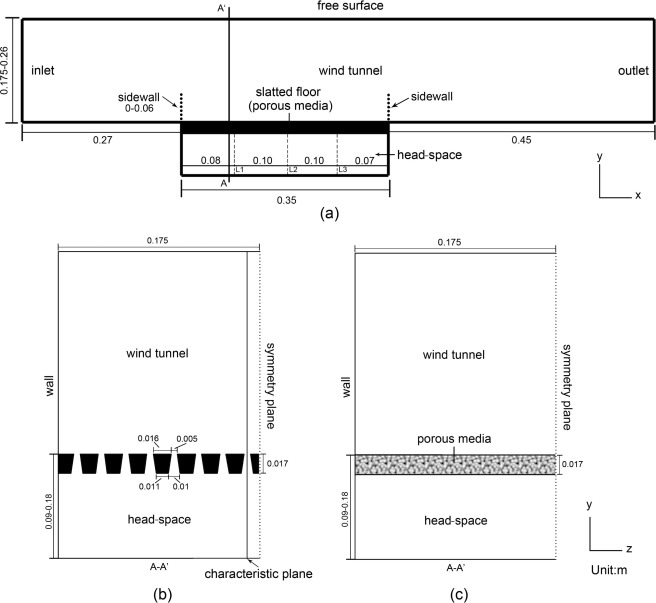 A'
free surface
0.175-0.26
inlet
wind tunnel
outlet
sidewall
0-0.06
slatted floor
(porous media)
sidewall
0.27
0.45
head-space
0.08
0.10
0.10
0.07
L1
L2
L3
A
0.35
y
x
(a)
0.175
wind tunnel
wall
symmetry plane
0.016
0.005
0.017
0.011
0.01
0.09-0.18
head-space
A-A'
characteristic plane
(b)
0.175
wind tunnel
wall
symmetry plane
porous media
0.017
0.09-0.18
head-space
A-A'
(c)
y
z
Unit:m